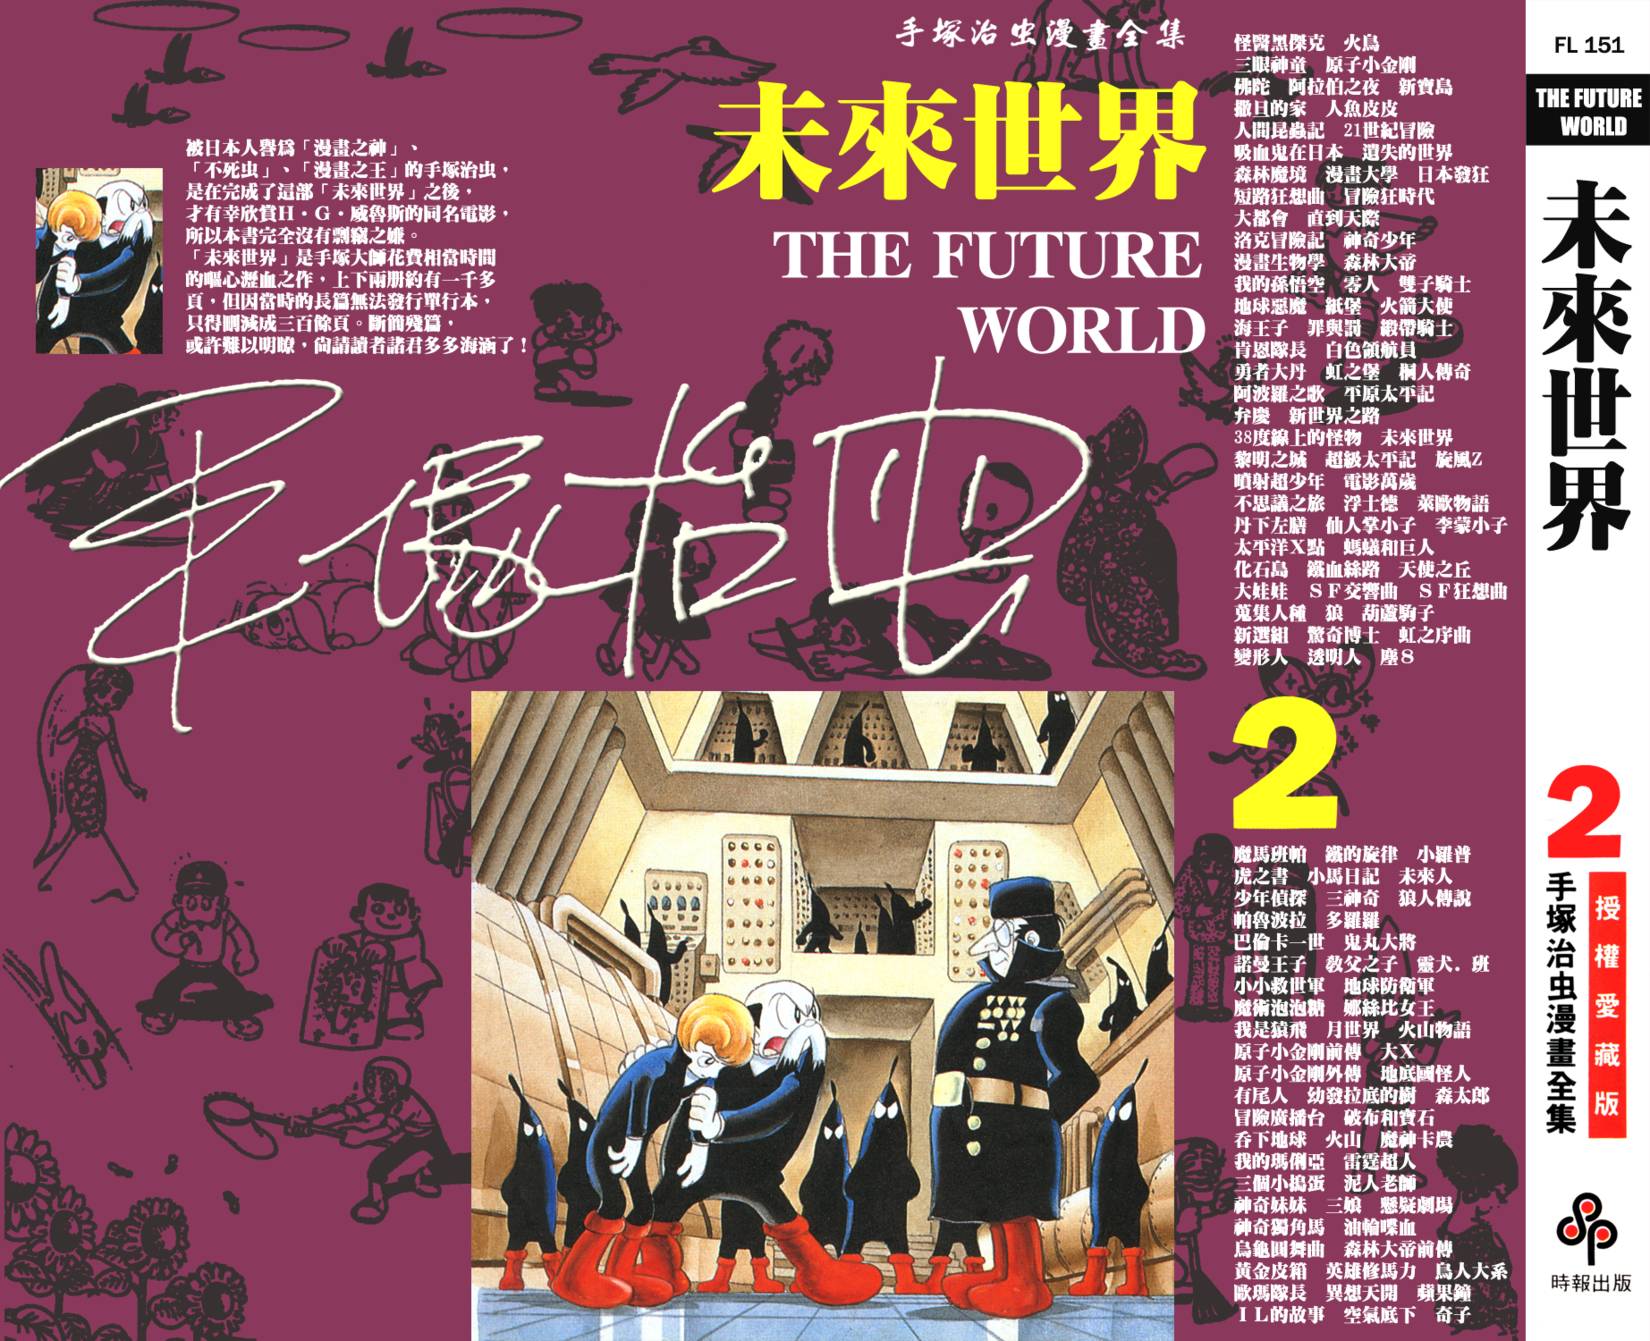 手塚治虫漫畫全集
未來世界
THE FUTURE
WORLD
被日本人譽爲「漫畫之神」、
「不死虫」、「漫畫之王」的手塚治虫，
是在完成了這部「未來世界」之後，
才有幸欣賞H・G・威魯斯的同名電影，
所以本書完全沒有剽竊之嫌。
「未來世界」是手塚大師花費相當時間
的嘔心瀝血之作，上下兩册約有一千多
頁，但因當時的長篇無法發行單行本，
只得刪減成三百餘頁。斷簡殘篇，
或許難以明瞭，尙請讀者諸君多多海涵了！
手塚治虫
怪醫黑傑克　火鳥
三眼神童　原子小金剛
佛陀　阿拉伯之夜　新寶島
撒旦的家　人魚皮皮
人間昆蟲記　21世紀冒險
吸血鬼在日本　遺失的世界
森林魔境　漫畫大學　日本發狂
短路狂想曲　冒險狂時代
大都會　直到天際
洛克冒險記　神奇少年
漫畫生物學　森林大帝
我的孫悟空　零人　雙子騎士
地球惡魔　紙堡　火箭大使
海王子　罪與罰　緞帶騎士
肯恩隊長　白色領航員
勇者大丹　虹之堡　桐人傳奇
阿波羅之歌　平原太平記
弁慶　新世界之路
38度線上的怪物　未來世界
黎明之城　超級太平記　旋風Z
噴射超少年　電影萬歲
不思議之旅　浮士德　萊歐物語
丹下左膳　仙人掌小子　李蒙小子
太平洋X點　螞蟻和巨人
化石島　鐵血絲路　天使之丘
大娃娃　SF交響曲　SF狂想曲
蒐集人種　狼　葫蘆駒子
新選組　驚奇博士　虹之序曲
變形人　透明人　塵8
2
魔馬班帕　鐵的旋律　小羅普
虎之書　小馬日記　未來人
少年偵探　三神奇　狼人傳說
帕魯波拉　多羅羅
巴倫卡一世　鬼丸大將
諾曼王子　教父之子　靈犬．班
小小救世軍　地球防衛軍
魔術泡泡糖　娜絲比女王
我是猿飛　月世界　火山物語
原子小金剛前傳　大X
原子小金剛外傳　地底國怪人
有尾人　幼發拉底的樹　森太郎
冒險廣播台　破布和寶石
吞下地球　火山　魔神卡農
我的瑪俐亞　雷霆超人
三個小搗蛋　泥人老師
神奇妹妹　三娘　懸疑劇場
神奇獨角馬　油輪喋血
鳥龜圓舞曲　森林大帝前傳
黃金皮箱　英雄修馬力　鳥人大系
歐瑪隊長　異想天開　蘋果鐘
IL的故事　空氣底下　奇子
FL 151
THE FUTURE
WORLD
未來世界
2
手塚治虫漫畫全集
授權愛藏版
時報出版